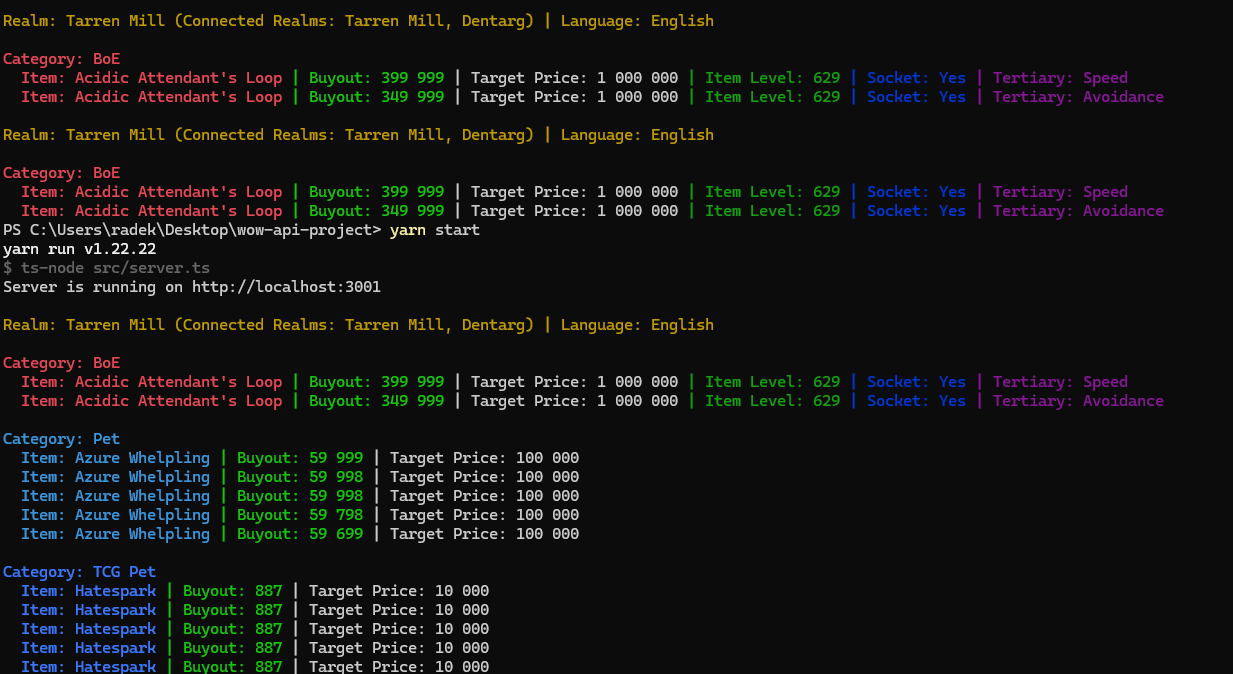 Realm: Tarren Mill (Connected Realms: Tarren Mill, Dentarg) | Language: English
Category: BoE
Item: Acidic Attendant's Loop | Buyout: 399 999 | Target Price: 1 000 000 | Item Level: 629 | Socket: Yes | Tertiary: Speed
Item: Acidic Attendant's Loop | Buyout: 349 999 | Target Price: 1 000 000 | Item Level: 629 | Socket: Yes | Tertiary: Avoidance
Realm: Tarren Mill (Connected Realms: Tarren Mill, Dentarg) | Language: English
Category: BoE
Item: Acidic Attendant's Loop | Buyout: 399 999 | Target Price: 1 000 000 | Item Level: 629 | Socket: Yes | Tertiary: Speed
Item: Acidic Attendant's Loop | Buyout: 349 999 | Target Price: 1 000 000 | Item Level: 629 | Socket: Yes | Tertiary: Avoidance
PS C:\Users\radek\Desktop\wow-api-project> yarn start
yarn run v1.22.22
$ ts-node src/server.ts
Server is running on http://localhost:3001
Realm: Tarren Mill (Connected Realms: Tarren Mill, Dentarg) | Language: English
Category: BoE
Item: Acidic Attendant's Loop | Buyout: 399 999 | Target Price: 1 000 000 | Item Level: 629 | Socket: Yes | Tertiary: Speed
Item: Acidic Attendant's Loop | Buyout: 349 999 | Target Price: 1 000 000 | Item Level: 629 | Socket: Yes | Tertiary: Avoidance
Category: Pet
Item: Azure Whelpling | Buyout: 59 999 | Target Price: 100 000
Item: Azure Whelpling | Buyout: 59 998 | Target Price: 100 000
Item: Azure Whelpling | Buyout: 59 998 | Target Price: 100 000
Item: Azure Whelpling | Buyout: 59 798 | Target Price: 100 000
Item: Azure Whelpling | Buyout: 59 699 | Target Price: 100 000
Category: TCG Pet
Item: Hatespark | Buyout: 887 | Target Price: 10 000
Item: Hatespark | Buyout: 887 | Target Price: 10 000
Item: Hatespark | Buyout: 887 | Target Price: 10 000
Item: Hatespark | Buyout: 887 | Target Price: 10 000
Item: Hatespark | Buyout: 887 | Target Price: 10 000